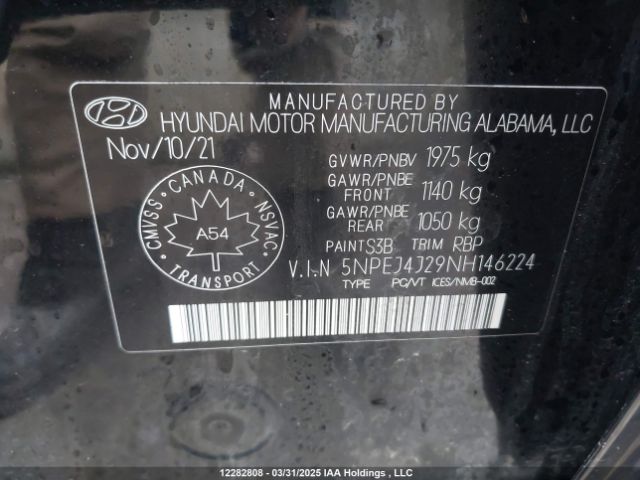 MANUFACTURED BY
HYUNDAI MOTOR MANUFACTURING ALABAMA, LLC
Nov/10/21
GVWR/PNBV 1975 kg
GAWR/PNBE FRONT 1140 kg
GAWR/PNBE REAR 1050 kg
PAINT S3B TRIM RBP
V.I.N 5NPEJ4J29NH146224
TYPE PC/VT ICES/NMB-002
CANADA
CMVSS
NSVAC
A54
TRANSPORT
12282808 - 03/31/2025 IAA Holdings , LLC